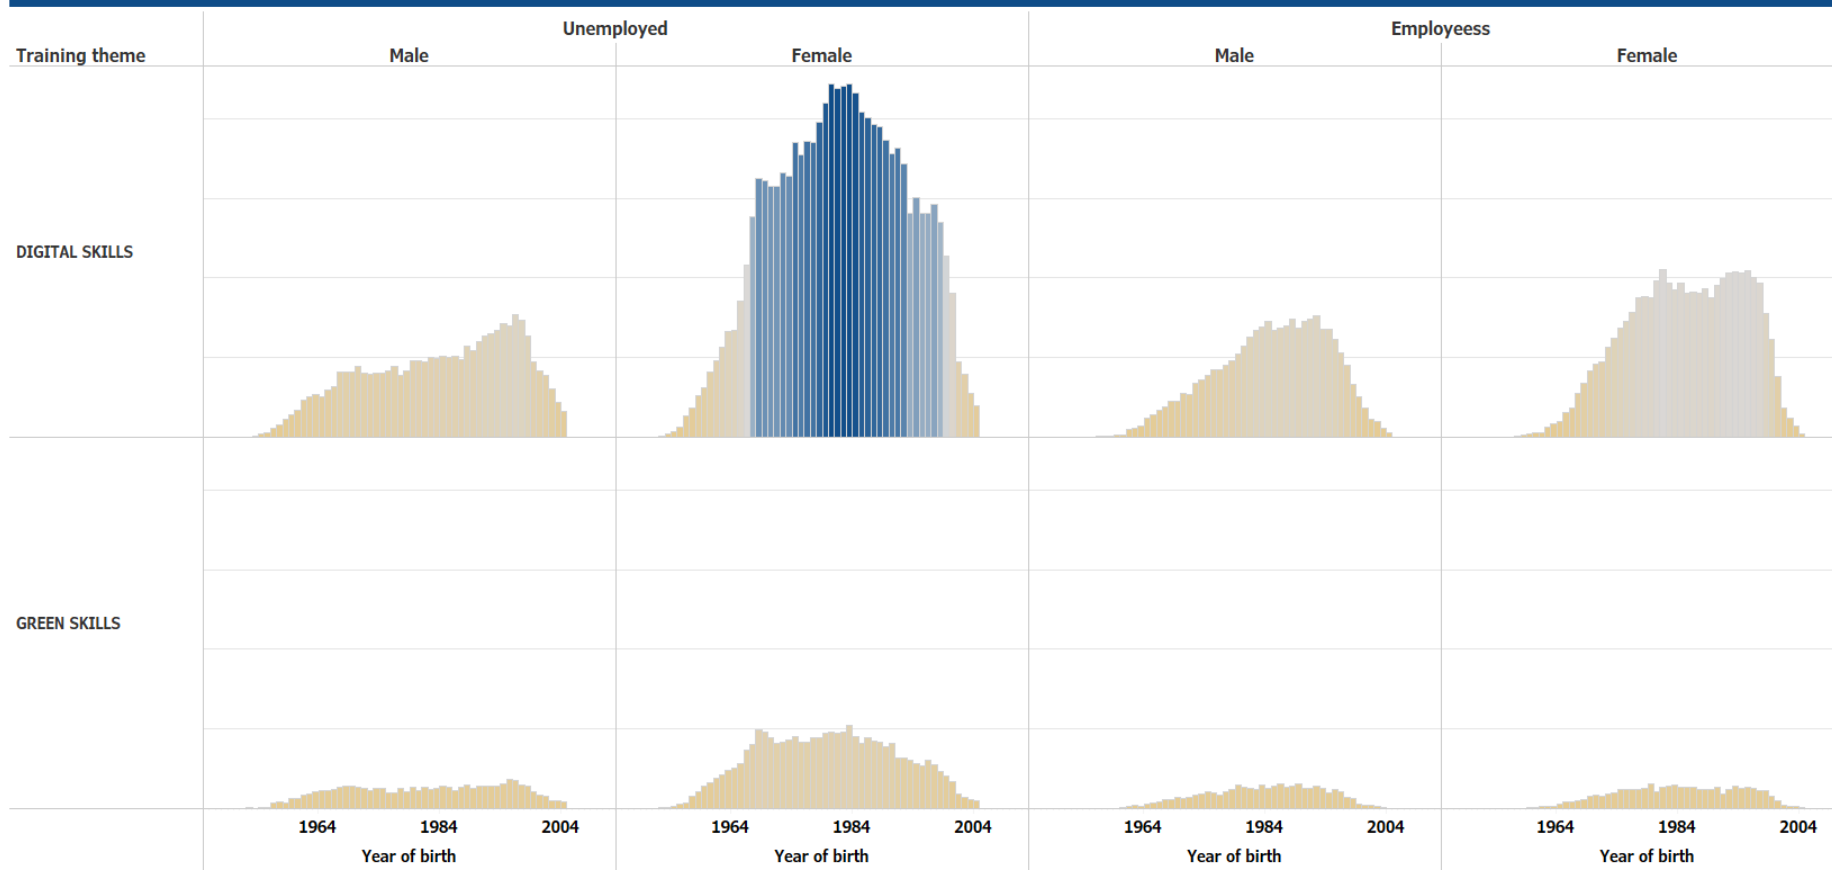 Unemployed Employeess
Training theme Male Female Male Female
DIGITAL SKILLS
GREEN SKILLS
1964 1984 2004 1964 1984 2004 1964 1984 2004 1964 1984 2004
Year of birth Year of birth Year of birth Year of birth